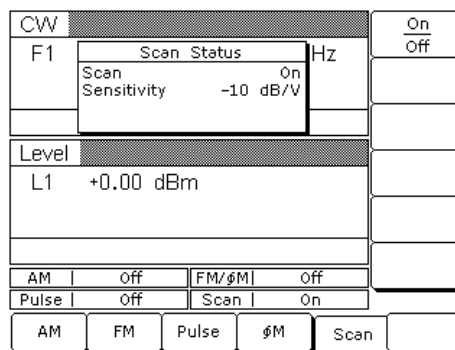 CW
On
Off
F1 Hz
Scan Status
Scan On
Sensitivity -10 dB/V
Level
L1 +0.00 dBm
AM | Off FM/ϕM| Off
Pulse | Off Scan | On
AM FM Pulse ϕM Scan